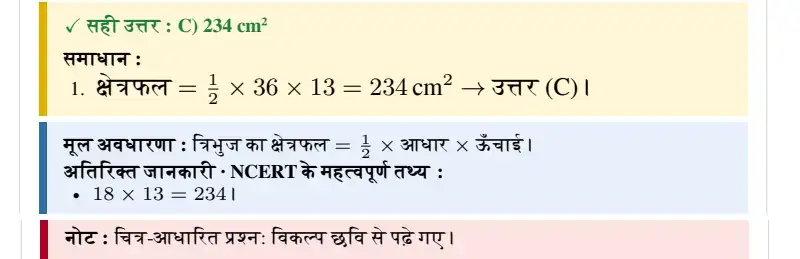 ✓ सही उत्तर : C) 234 cm²
समाधान :
1. क्षेत्रफल = 1/2 × 36 × 13 = 234 cm² → उत्तर (C)।
मूल अवधारणा : त्रिभुज का क्षेत्रफल = 1/2 × आधार × ऊँचाई।
अतिरिक्त जानकारी · NCERT के महत्वपूर्ण तथ्य :
• 18 × 13 = 234।
नोट : चित्र-आधारित प्रश्न: विकल्प छवि से पढ़े गए।